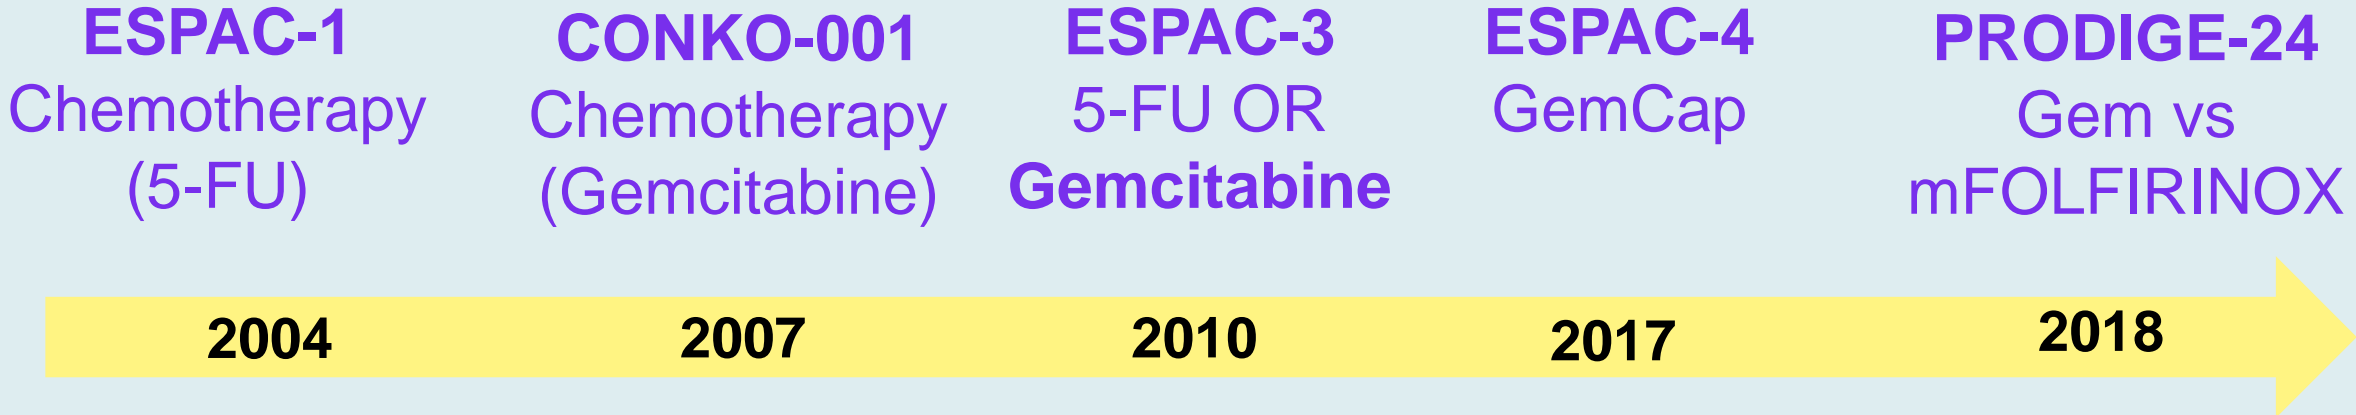 ESPAC-1
Chemotherapy
(5-FU)
CONKO-001
Chemotherapy
(Gemcitabine)
ESPAC-3
5-FU OR
Gemcitabine
ESPAC-4
GemCap
PRODIGE-24
Gem vs
mFOLFIRINOX
2004
2007
2010
2017
2018